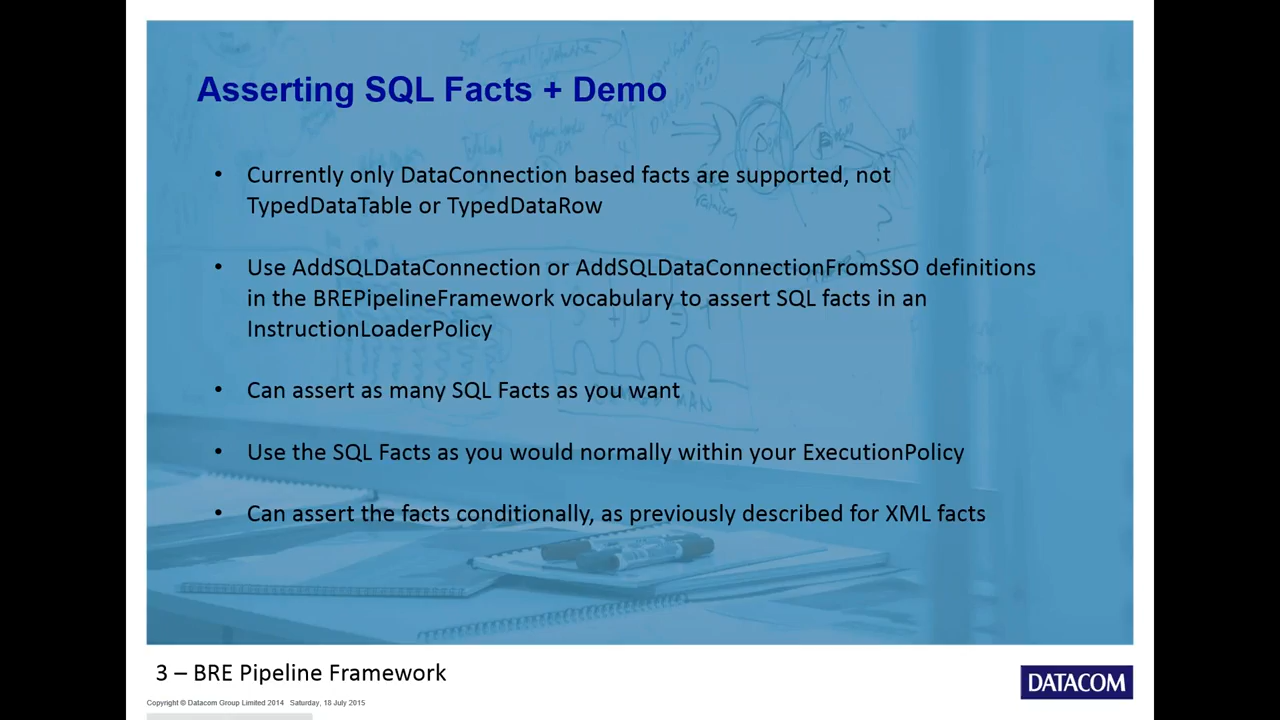 Asserting SQL Facts + Demo
• Currently only DataConnection based facts are supported, not
TypedDataTable or TypedDataRow
• Use AddSQLDataConnection or AddSQLDataConnectionFromSSO definitions
in the BREPipelineFramework vocabulary to assert SQL facts in an
InstructionLoaderPolicy
• Can assert as many SQL Facts as you want
• Use the SQL Facts as you would normally within your ExecutionPolicy
• Can assert the facts conditionally, as previously described for XML facts
3 – BRE Pipeline Framework
DATACOM
Copyright © Datacom Group Limited 2014 Saturday, 18 July 2015